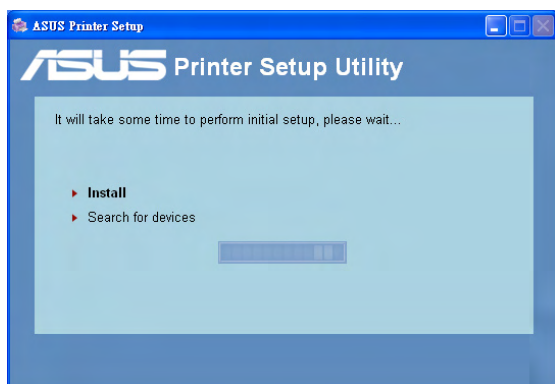 ASUS Printer Setup
ASUS Printer Setup Utility
It will take some time to perform initial setup, please wait...
Install
Search for devices